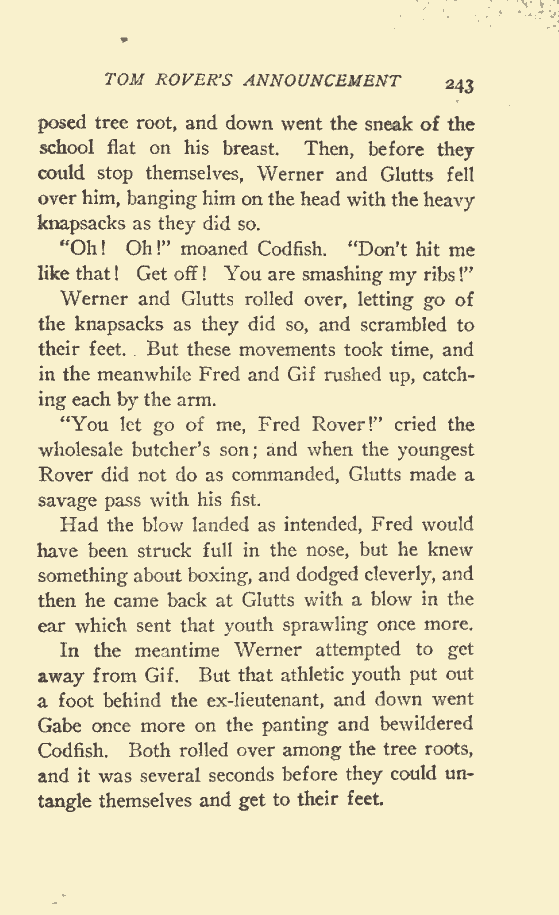 TOM ROVER'S ANNOUNCEMENT 243
posed tree root, and down went the sneak of the
school flat on his breast. Then, before they
could stop themselves, Werner and Glutts fell
over him, banging him on the head with the heavy
knapsacks as they did so.
"Oh! Oh!" moaned Codfish. "Don't hit me
like that! Get off! You are smashing my ribs!"
Werner and Glutts rolled over, letting go of
the knapsacks as they did so, and scrambled to
their feet. But these movements took time, and
in the meanwhile Fred and Gif rushed up, catch-
ing each by the arm.
"You let go of me, Fred Rover!" cried the
wholesale butcher's son; and when the youngest
Rover did not do as commanded, Glutts made a
savage pass with his fist.
Had the blow landed as intended, Fred would
have been struck full in the nose, but he knew
something about boxing, and dodged cleverly, and
then he came back at Glutts with a blow in the
ear which sent that youth sprawling once more.
In the meantime Werner attempted to get
away from Gif. But that athletic youth put out
a foot behind the ex-lieutenant, and down went
Gabe once more on the panting and bewildered
Codfish. Both rolled over among the tree roots,
and it was several seconds before they could un-
tangle themselves and get to their feet.